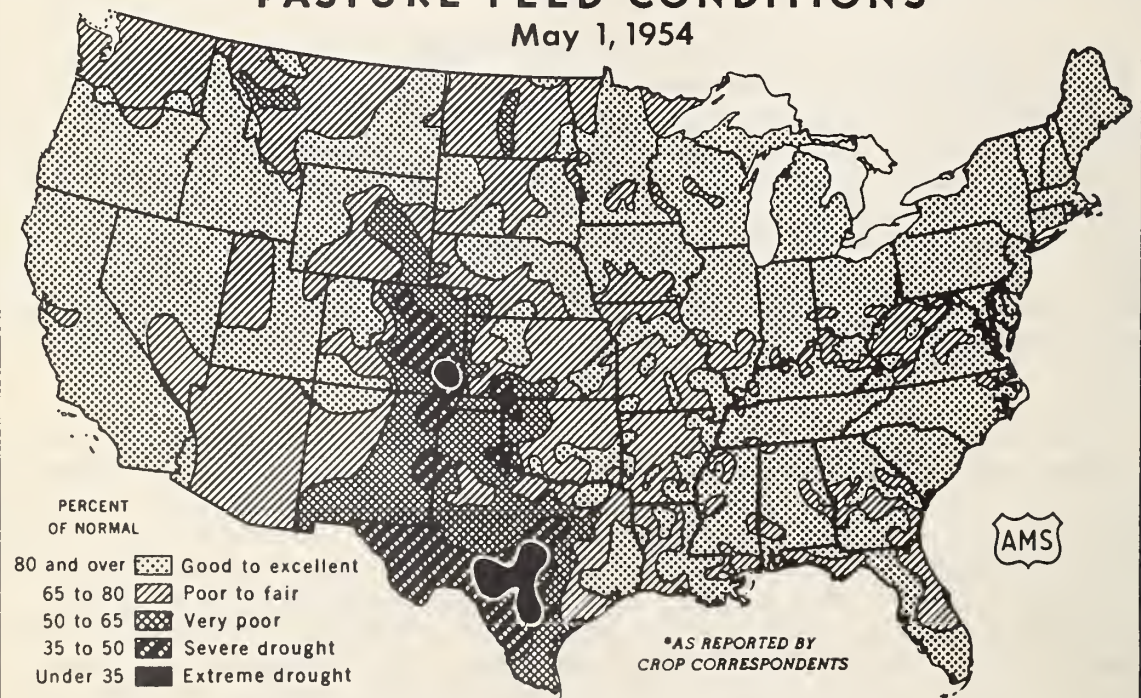 PASTURE FEED CONDITIONS
May 1, 1954
PERCENT
OF NORMAL
80 and over Good to excellent
65 to 80 Poor to fair
50 to 65 Very poor
35 to 50 Severe drought
Under 35 Extreme drought
*AS REPORTED BY
CROP CORRESPONDENTS
AMS